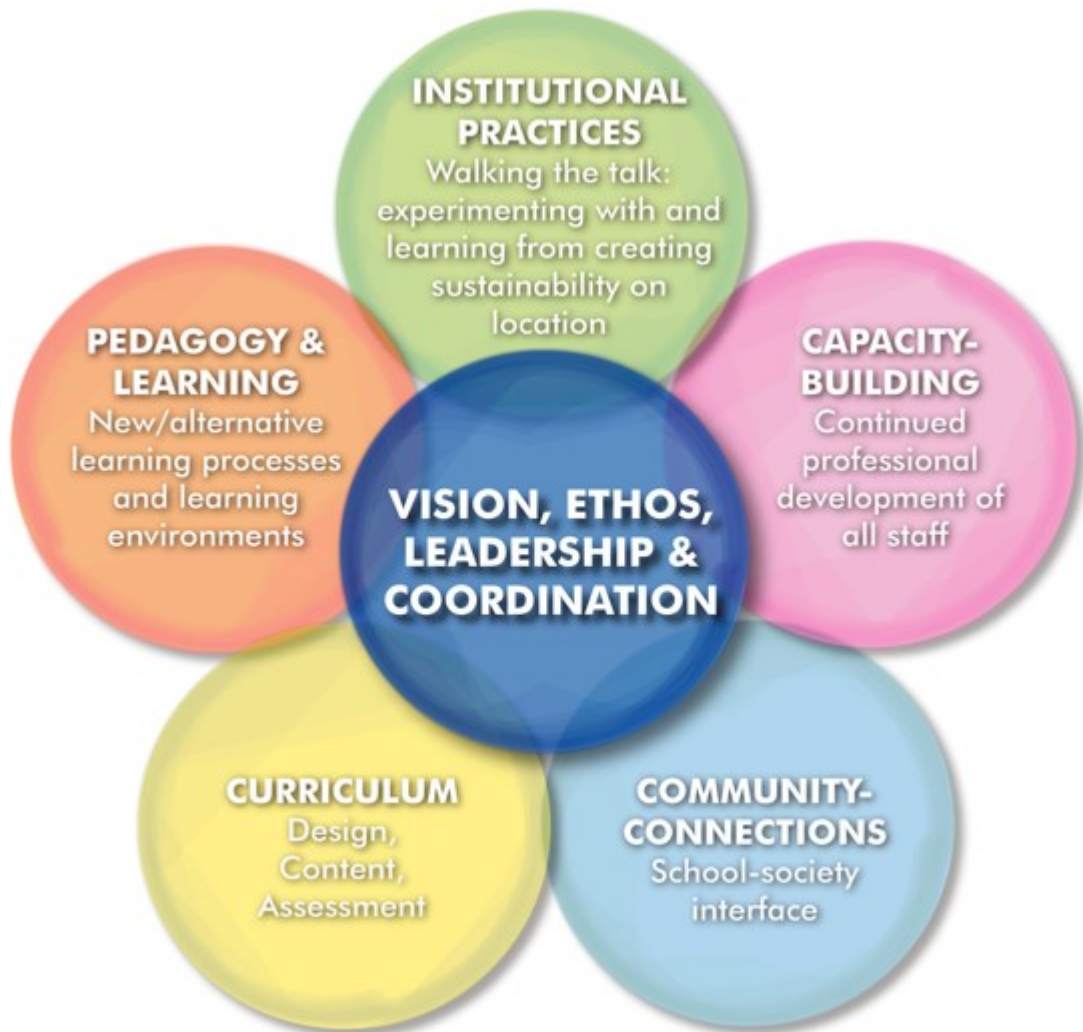 INSTITUTIONAL
PRACTICES
Walking the talk:
experimenting with and
learning from creating
sustainability on
location
PEDAGOGY &
LEARNING
New/alternative
learning processes
and learning
environments
CAPACITY-
BUILDING
Continued
professional
development of
all staff
VISION, ETHOS,
LEADERSHIP &
COORDINATION
CURRICULUM
Design,
Content,
Assessment
COMMUNITY-
CONNECTIONS
School-society
interface